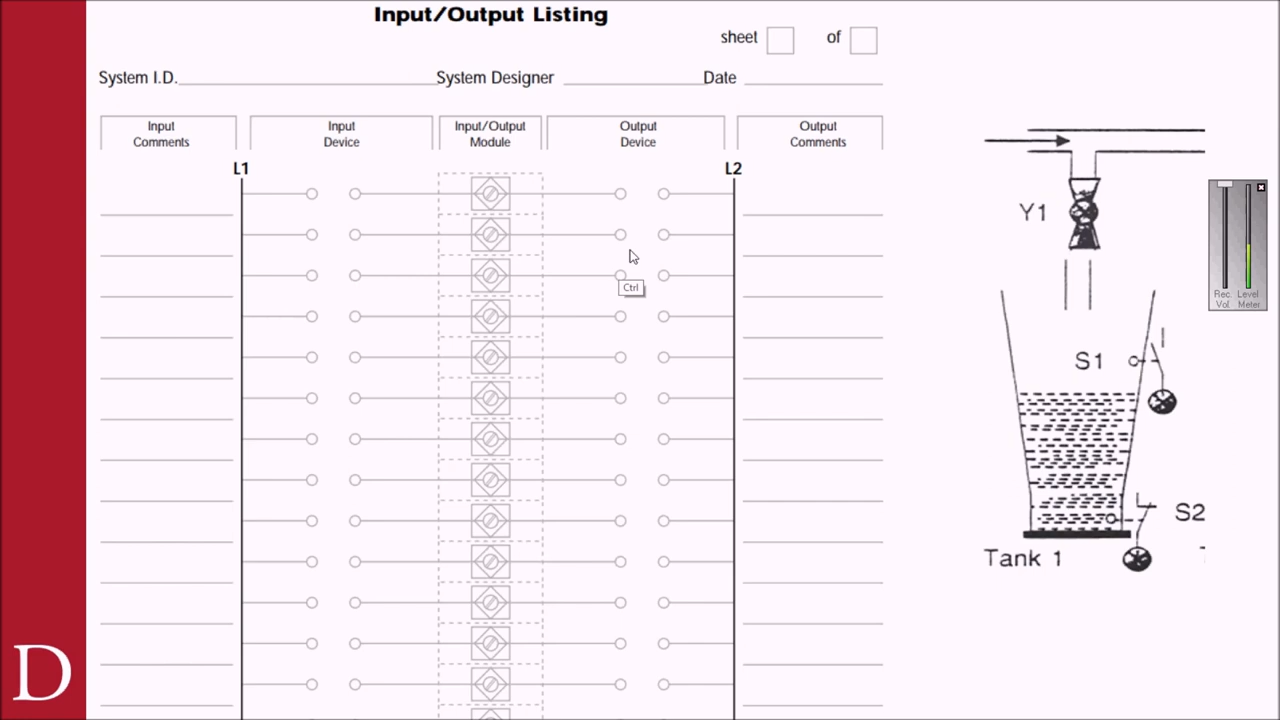 Input/Output Listing
sheet of
System I.D. System Designer Date
Input Comments
Input Device
Input/Output Module
Output Device
Output Comments
L1
L2
Ctrl
Y1
S1
S2
Tank 1
Rec. Vol.
Level Meter
D